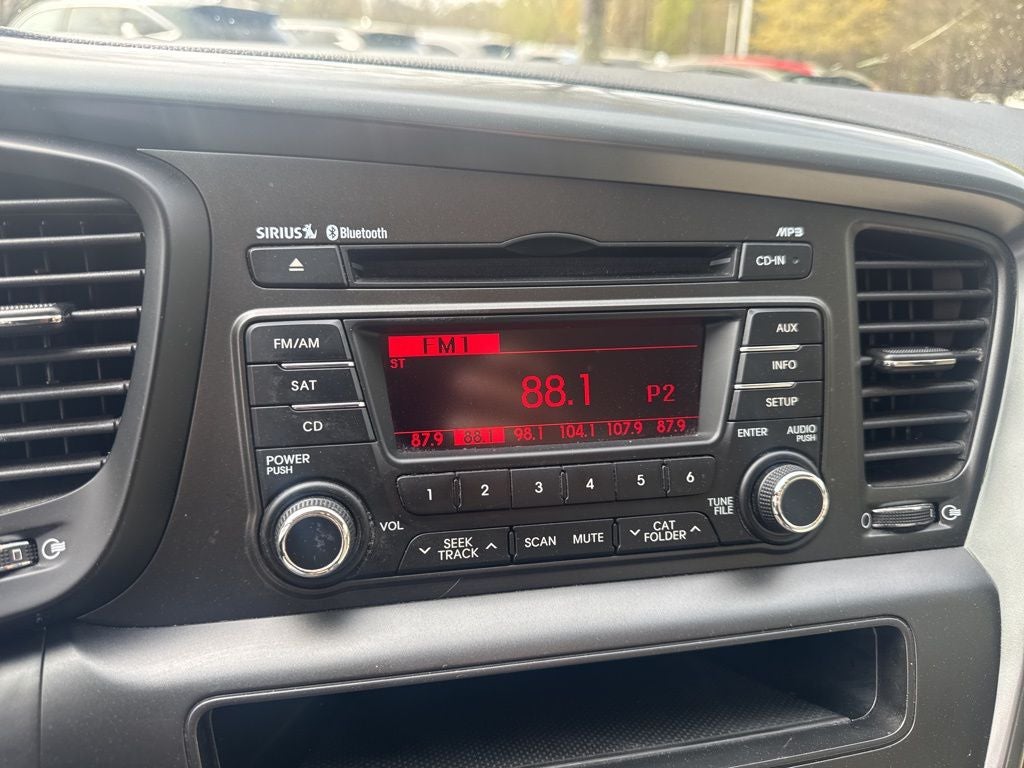 SIRIUS Bluetooth MP3
CD-IN
FM/AM
SAT
CD
FM1
ST
88.1 P2
87.9 88.1 98.1 104.1 107.9 87.9
AUX
INFO
SETUP
POWER
PUSH
VOL
1 2 3 4 5 6
SEEK
TRACK
SCAN MUTE
CAT
FOLDER
ENTER
AUDIO
PUSH
TUNE
FILE
0